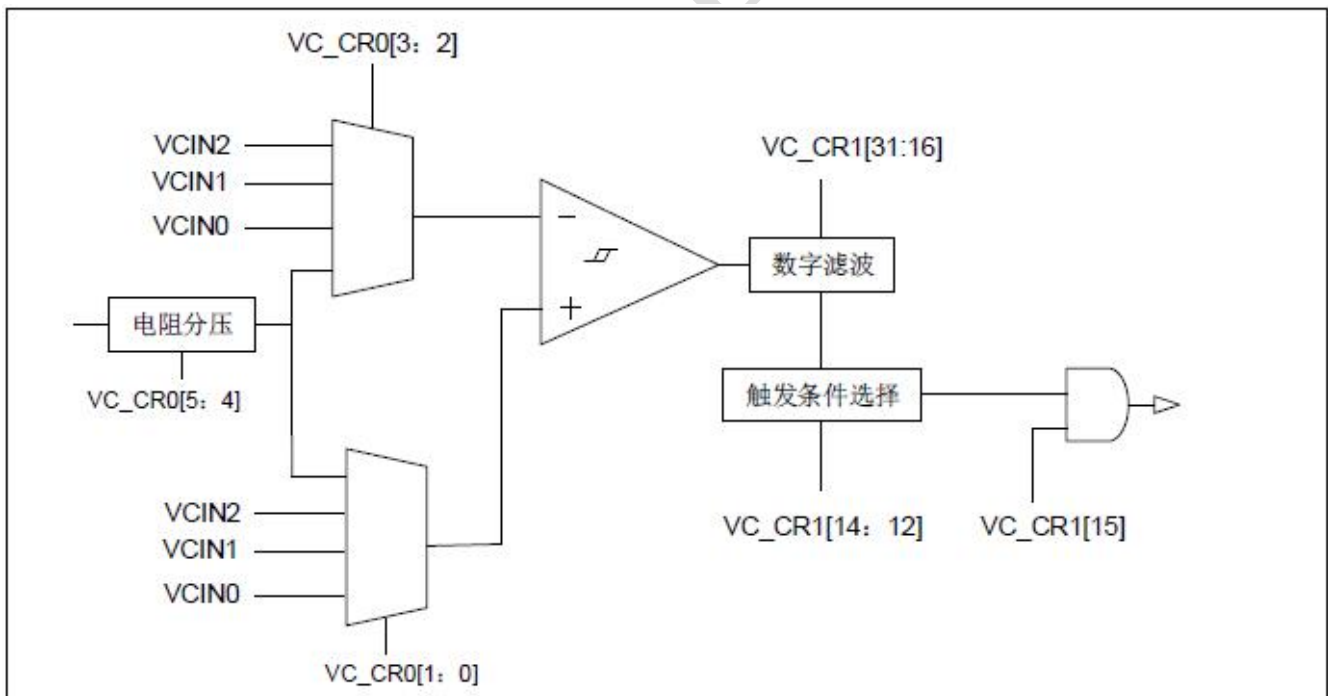 VC_CR0[3：2]
VCIN2
VCIN1
VCIN0
电阻分压
VC_CR0[5：4]
VCIN2
VCIN1
VCIN0
VC_CR0[1：0]
−
+
VC_CR1[31:16]
数字滤波
触发条件选择
VC_CR1[14：12]
VC_CR1[15]